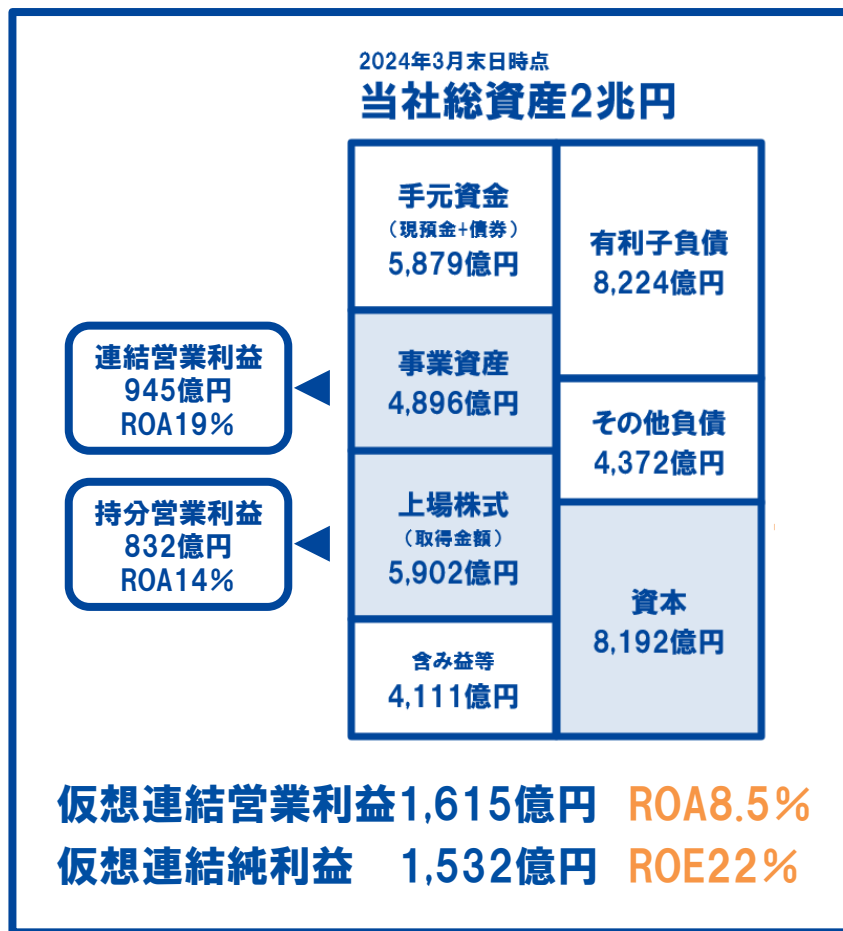 2024年3月末日時点
当社総資産2兆円
手元資金
（現預金+債券）
5,879億円
有利子負債
8,224億円
連結営業利益
945億円
ROA19%
事業資産
4,896億円
その他負債
4,372億円
持分営業利益
832億円
ROA14%
上場株式
（取得金額）
5,902億円
資本
8,192億円
含み益等
4,111億円
仮想連結営業利益1,615億円 ROA8.5%
仮想連結純利益 1,532億円 ROE22%